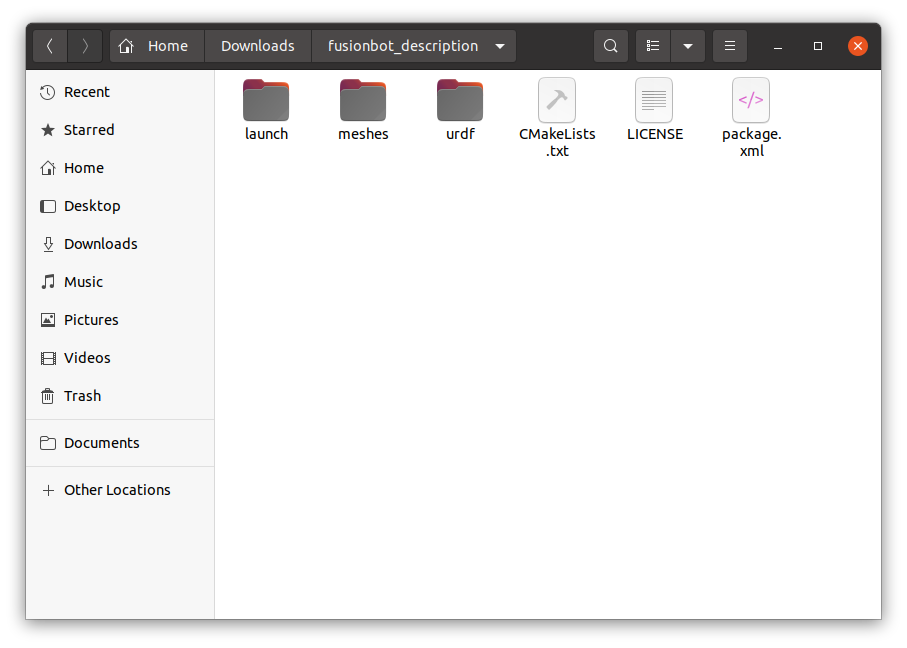 Home
Downloads
fusionbot_description
Recent
Starred
Home
Desktop
Downloads
Music
Pictures
Videos
Trash
Documents
Other Locations
launch
meshes
urdf
CMakeLists
.txt
LICENSE
package.
xml